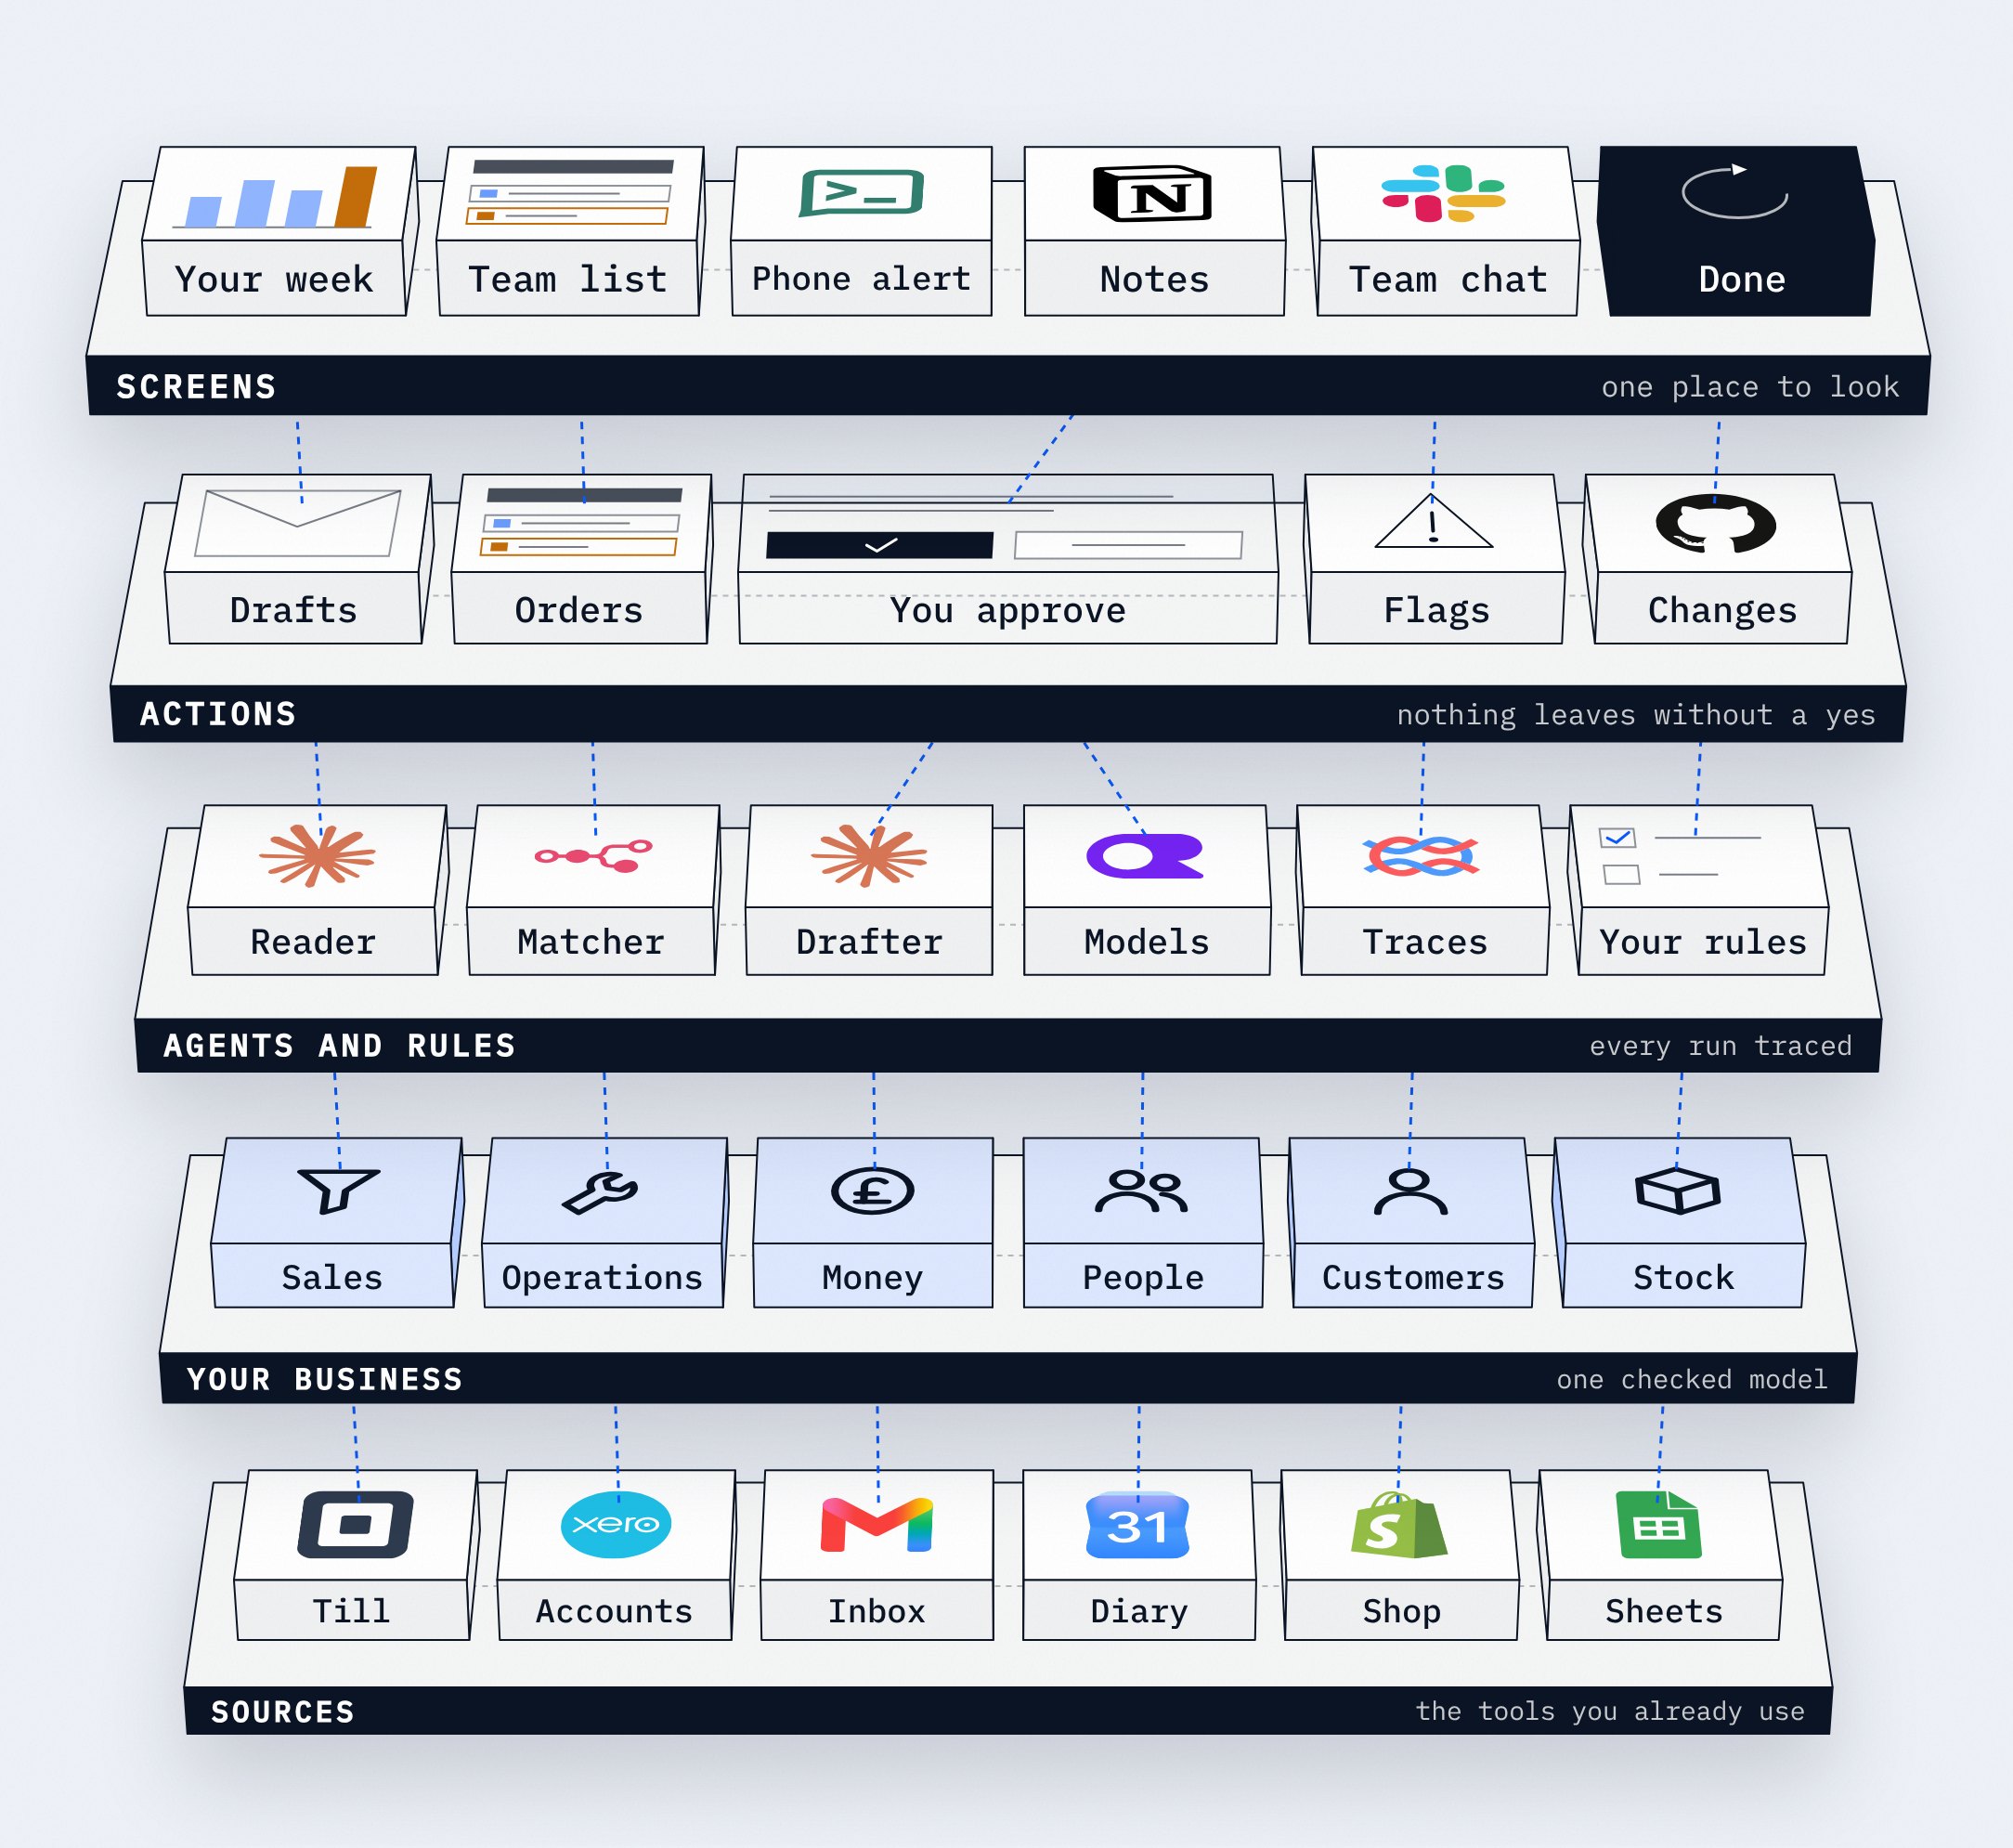 >_
N
Your week
Team list
Phone alert
Notes
Team chat
Done
SCREENS
one place to look
!
Drafts
Orders
You approve
Flags
Changes
ACTIONS
nothing leaves without a yes
Reader
Matcher
Drafter
Models
Traces
Your rules
AGENTS AND RULES
every run traced
£
Sales
Operations
Money
People
Customers
Stock
YOUR BUSINESS
one checked model
xero
31
S
Till
Accounts
Inbox
Diary
Shop
Sheets
SOURCES
the tools you already use